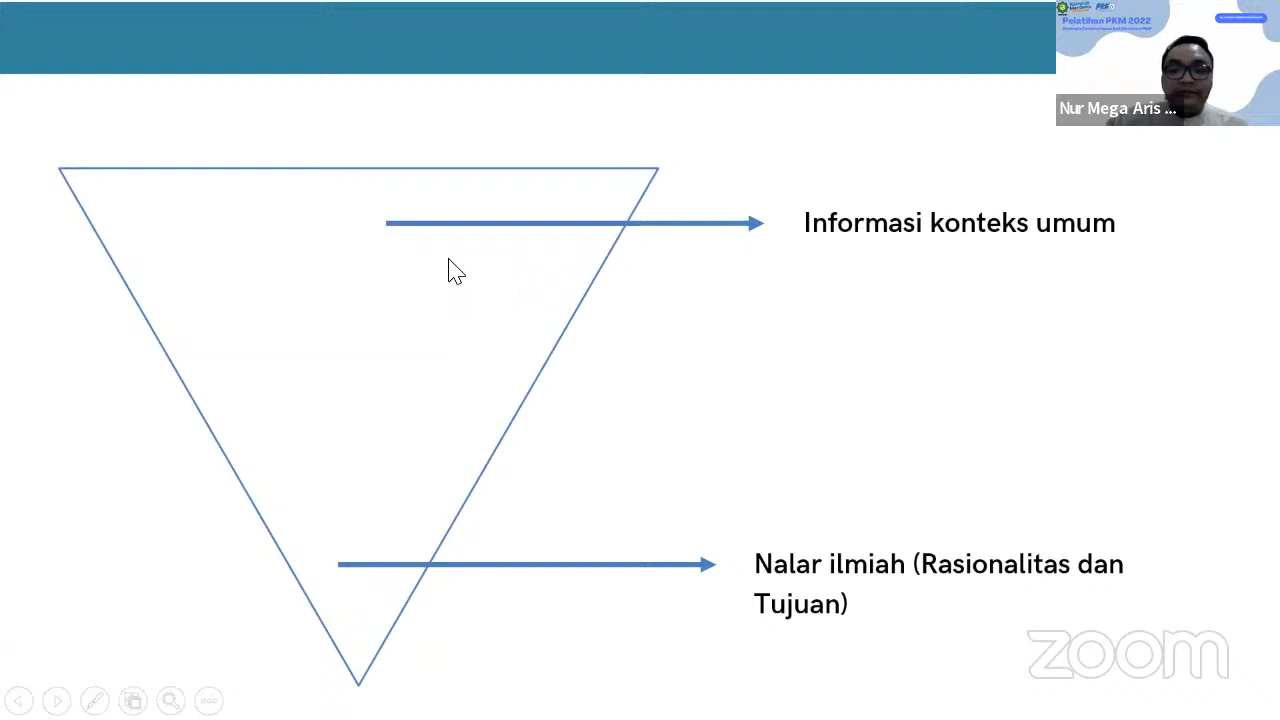 Pelatihan PKM 2022
Nur Mega Aris ...
Informasi konteks umum
Nalar ilmiah (Rasionalitas dan
Tujuan)
zoom